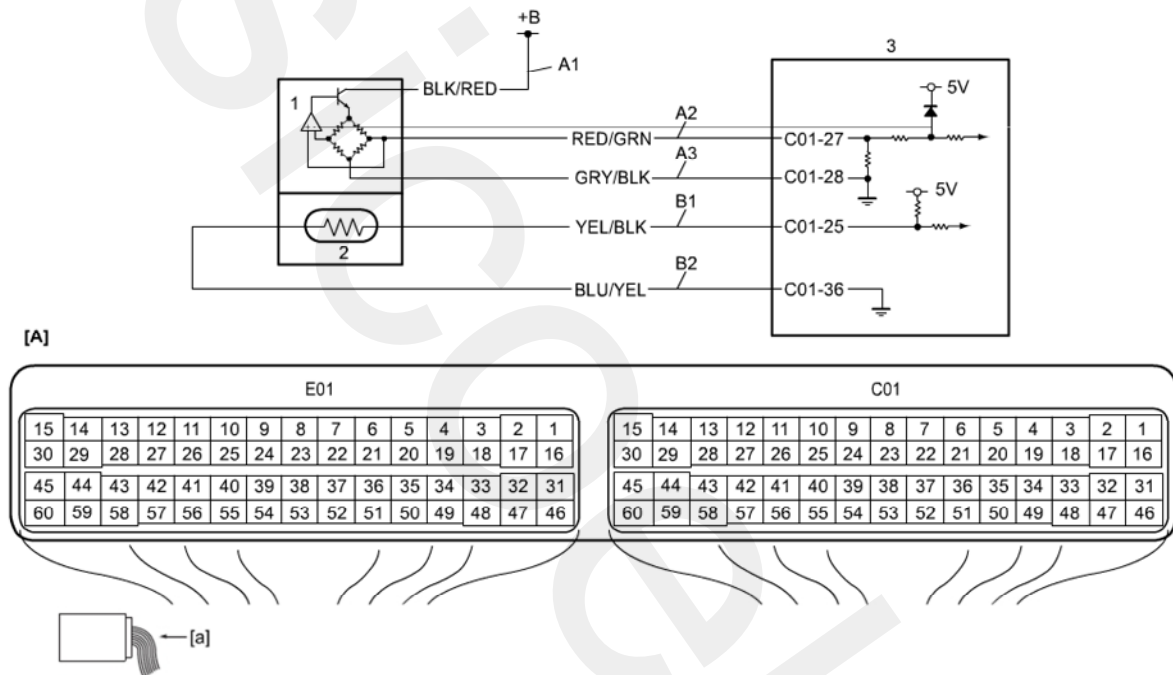 +B
3
A1
BLK/RED
1
5V
A2
RED/GRN
C01-27
A3
GRY/BLK
C01-28
5V
B1
YEL/BLK
C01-25
2
B2
BLU/YEL
C01-36
[A]
E01
C01
15 14 13 12 11 10 9 8 7 6 5 4 3 2 1
30 29 28 27 26 25 24 23 22 21 20 19 18 17 16
45 44 43 42 41 40 39 38 37 36 35 34 33 32 31
60 59 58 57 56 55 54 53 52 51 50 49 48 47 46
15 14 13 12 11 10 9 8 7 6 5 4 3 2 1
30 29 28 27 26 25 24 23 22 21 20 19 18 17 16
45 44 43 42 41 40 39 38 37 36 35 34 33 32 31
60 59 58 57 56 55 54 53 52 51 50 49 48 47 46
[a]